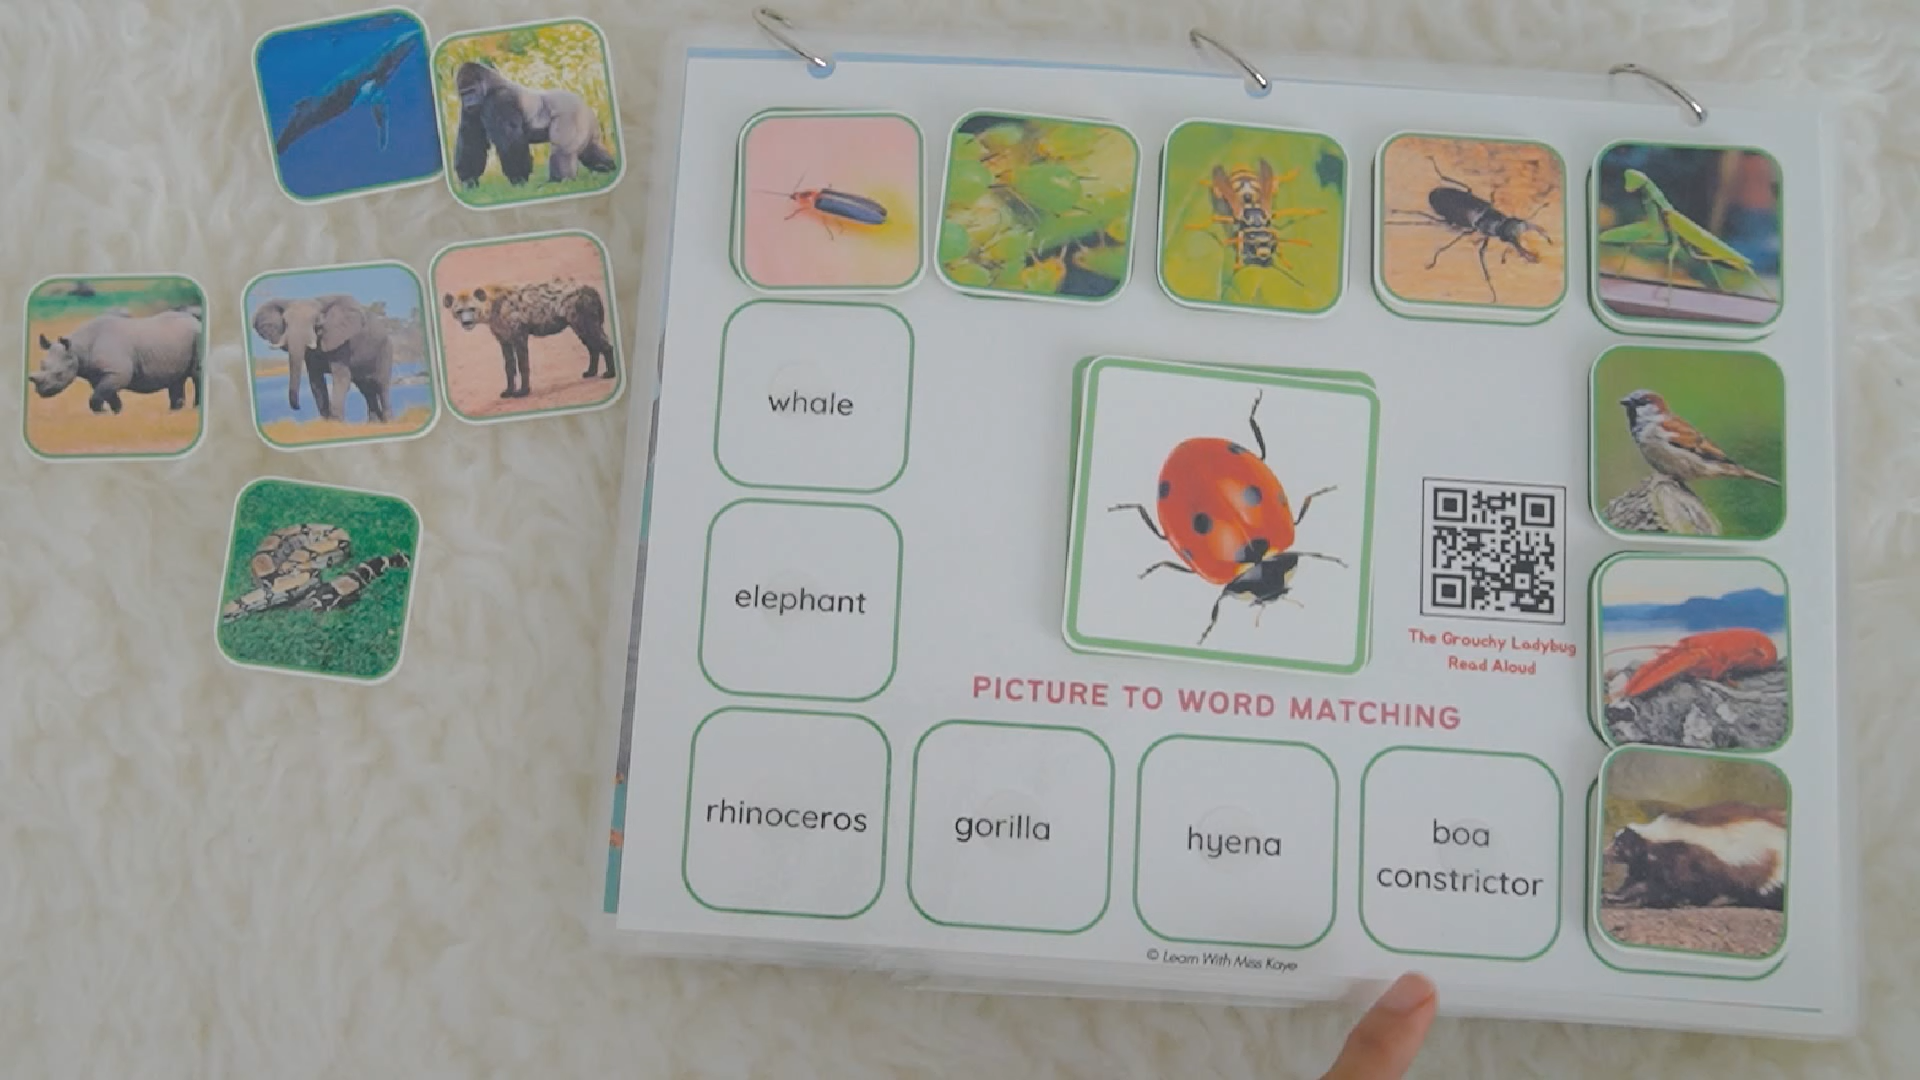 whale
elephant
The Grouchy Ladybug
Read Aloud
PICTURE TO WORD MATCHING
rhinoceros
gorilla
hyena
boa
constrictor
© Learn With Miss Kaye